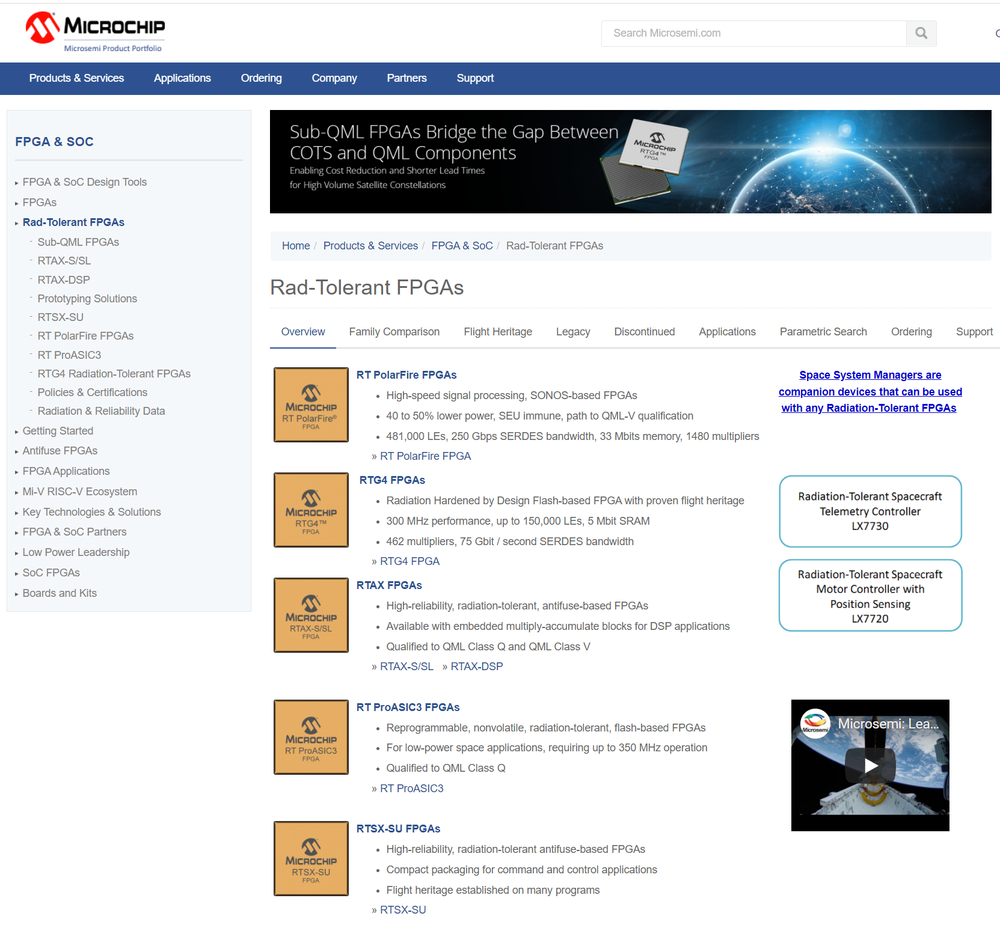 MICROCHIP
Microsemi Product Portfolio
Search Microsemi.com
Products & Services Applications Ordering Company Partners Support
FPGA & SOC
FPGA & SoC Design Tools
FPGAs
Rad-Tolerant FPGAs
- Sub-QML FPGAs
- RTAX-S/SL
- RTAX-DSP
- Prototyping Solutions
- RTSX-SU
- RT PolarFire FPGAs
- RT ProASIC3
- RTG4 Radiation-Tolerant FPGAs
- Policies & Certifications
- Radiation & Reliability Data
Getting Started
Antifuse FPGAs
FPGA Applications
Mi-V RISC-V Ecosystem
Key Technologies & Solutions
FPGA & SoC Partners
Low Power Leadership
SoC FPGAs
Boards and Kits
Sub-QML FPGAs Bridge the Gap Between
COTS and QML Components
Enabling Cost Reduction and Shorter Lead Times
for High Volume Satellite Constellations
MICROCHIP
RTG4™
FPGA
Home / Products & Services / FPGA & SoC / Rad-Tolerant FPGAs
Rad-Tolerant FPGAs
Overview Family Comparison Flight Heritage Legacy Discontinued Applications Parametric Search Ordering Support
MICROCHIP
RT PolarFire®
FPGA
RT PolarFire FPGAs
• High-speed signal processing, SONOS-based FPGAs
• 40 to 50% lower power, SEU immune, path to QML-V qualification
• 481,000 LEs, 250 Gbps SERDES bandwidth, 33 Mbits memory, 1480 multipliers
» RT PolarFire FPGA
MICROCHIP
RTG4™
FPGA
RTG4 FPGAs
• Radiation Hardened by Design Flash-based FPGA with proven flight heritage
• 300 MHz performance, up to 150,000 LEs, 5 Mbit SRAM
• 462 multipliers, 75 Gbit / second SERDES bandwidth
» RTG4 FPGA
MICROCHIP
RTAX-S/SL
FPGA
RTAX FPGAs
• High-reliability, radiation-tolerant, antifuse-based FPGAs
• Available with embedded multiply-accumulate blocks for DSP applications
• Qualified to QML Class Q and QML Class V
» RTAX-S/SL » RTAX-DSP
MICROCHIP
RT ProASIC3
FPGA
RT ProASIC3 FPGAs
• Reprogrammable, nonvolatile, radiation-tolerant, flash-based FPGAs
• For low-power space applications, requiring up to 350 MHz operation
• Qualified to QML Class Q
» RT ProASIC3
MICROCHIP
RTSX-SU
FPGA
RTSX-SU FPGAs
• High-reliability, radiation-tolerant antifuse-based FPGAs
• Compact packaging for command and control applications
• Flight heritage established on many programs
» RTSX-SU
Space System Managers are
companion devices that can be used
with any Radiation-Tolerant FPGAs
Radiation-Tolerant Spacecraft
Telemetry Controller
LX7730
Radiation-Tolerant Spacecraft
Motor Controller with
Position Sensing
LX7720
Microsemi
Microsemi: Lea...